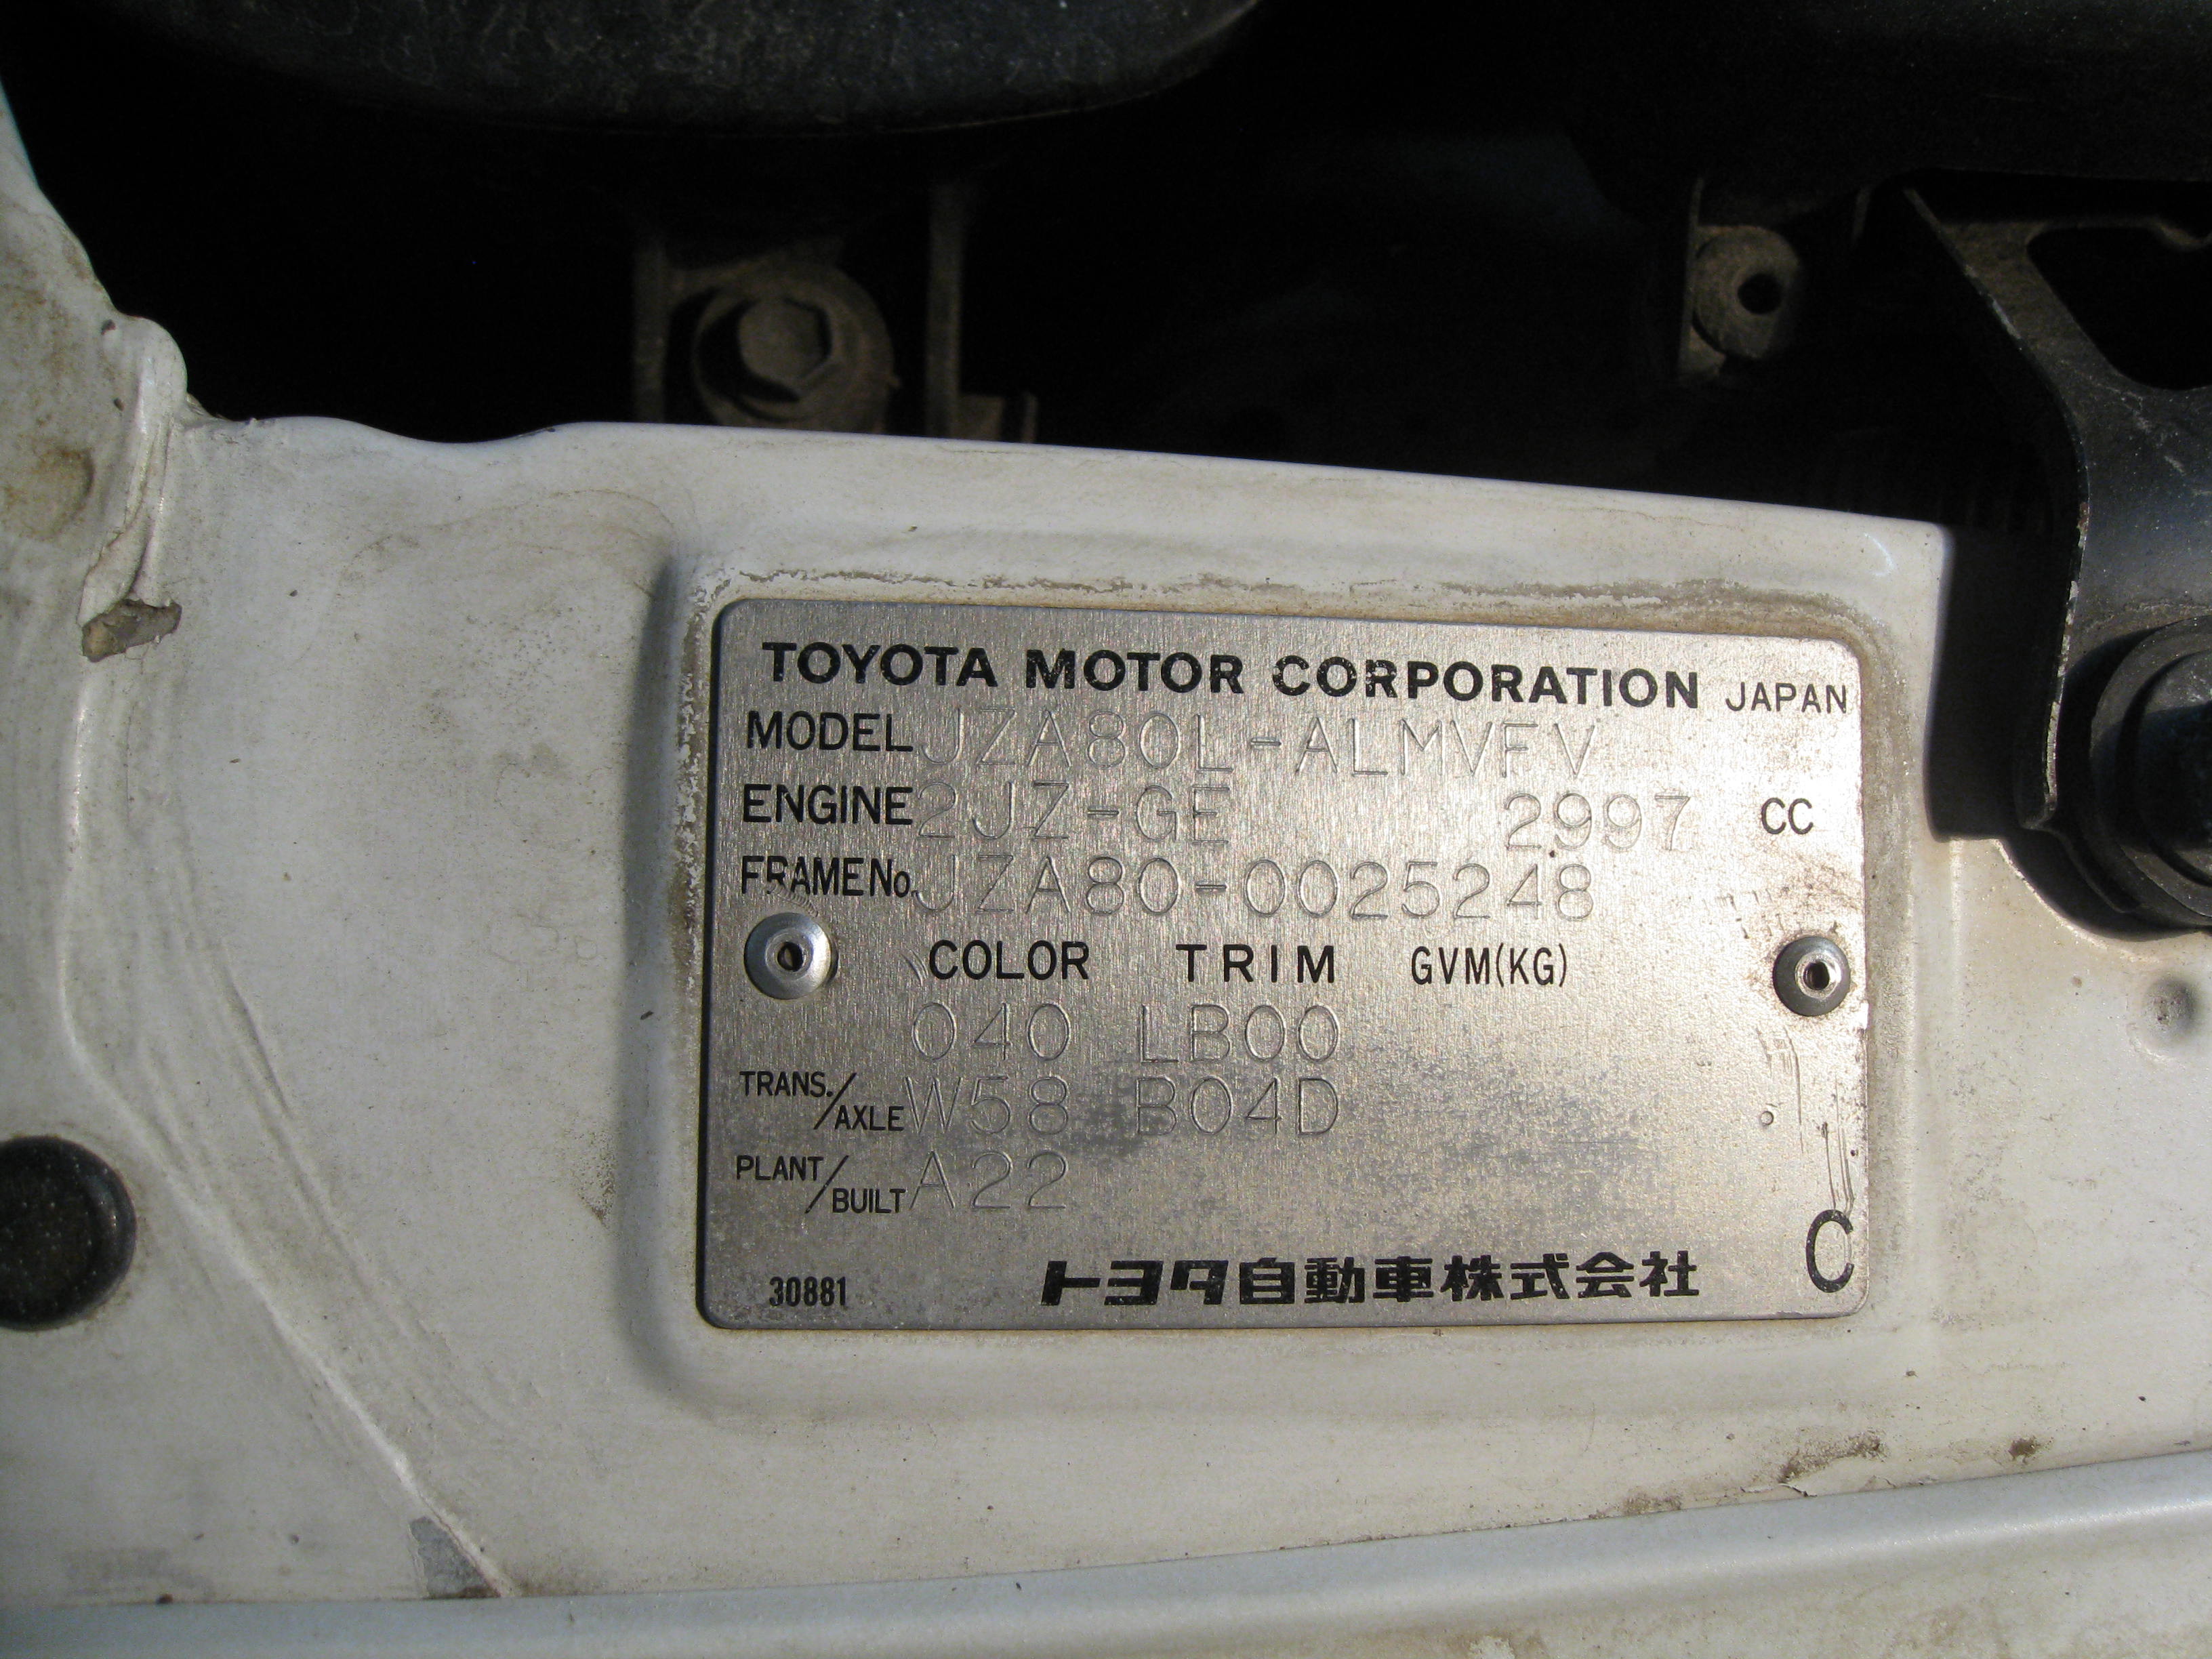 TOYOTA MOTOR CORPORATION JAPAN
MODEL JZA80L-ALMVFV
ENGINE 2JZ-GE 2997 CC
FRAME No. JZA80-0025248
COLOR TRIM GVM(KG)
040 LB00
TRANS./AXLE W58 B04D
PLANT/BUILT A22
C
30881 トヨタ自動車株式会社